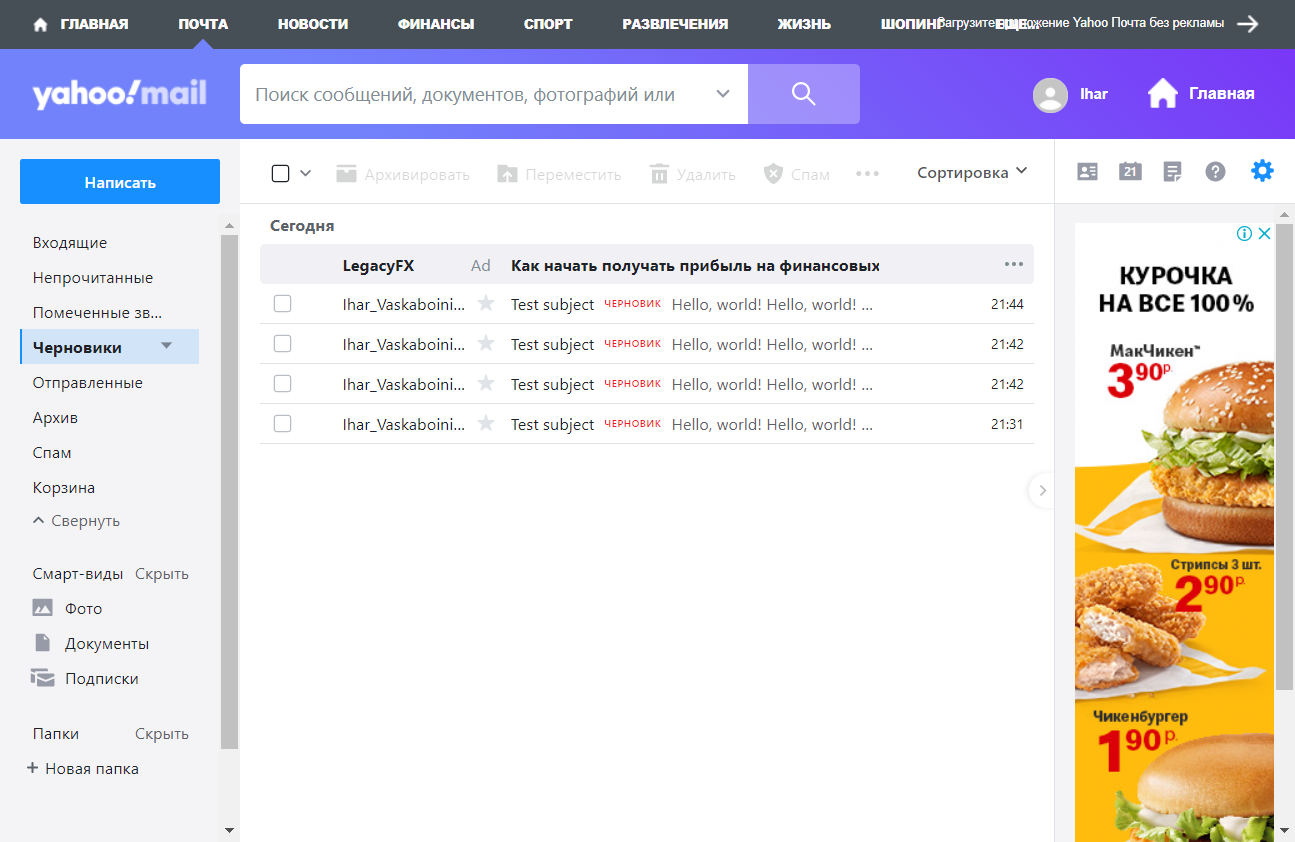 ГЛАВНАЯ ПОЧТА НОВОСТИ ФИНАНСЫ СПОРТ РАЗВЛЕЧЕНИЯ ЖИЗНЬ ШОПИНГ ЕЩЕ... Yahoo Почта без рекламы
yahoo!mail
Поиск сообщений, документов, фотографий или
Ihar
Главная
Написать
Архивировать Переместить Удалить Спам Сортировка
21
Входящие
Непрочитанные
Помеченные зв...
Черновики
Отправленные
Архив
Спам
Корзина
Свернуть
Смарт-виды Скрыть
Фото
Документы
Подписки
Папки Скрыть
+ Новая папка
Сегодня
LegacyFX Ad Как начать получать прибыль на финансовых
Ihar_Vaskaboini... Test subject ЧЕРНОВИК Hello, world! Hello, world! ... 21:44
Ihar_Vaskaboini... Test subject ЧЕРНОВИК Hello, world! Hello, world! ... 21:42
Ihar_Vaskaboini... Test subject ЧЕРНОВИК Hello, world! Hello, world! ... 21:42
Ihar_Vaskaboini... Test subject ЧЕРНОВИК Hello, world! Hello, world! ... 21:31
КУРОЧКА
НА ВСЕ 100%
МакЧикен™
3 90 р.
Стрипсы 3 шт.
2 90 р.
Чикенбургер
1 90 р.